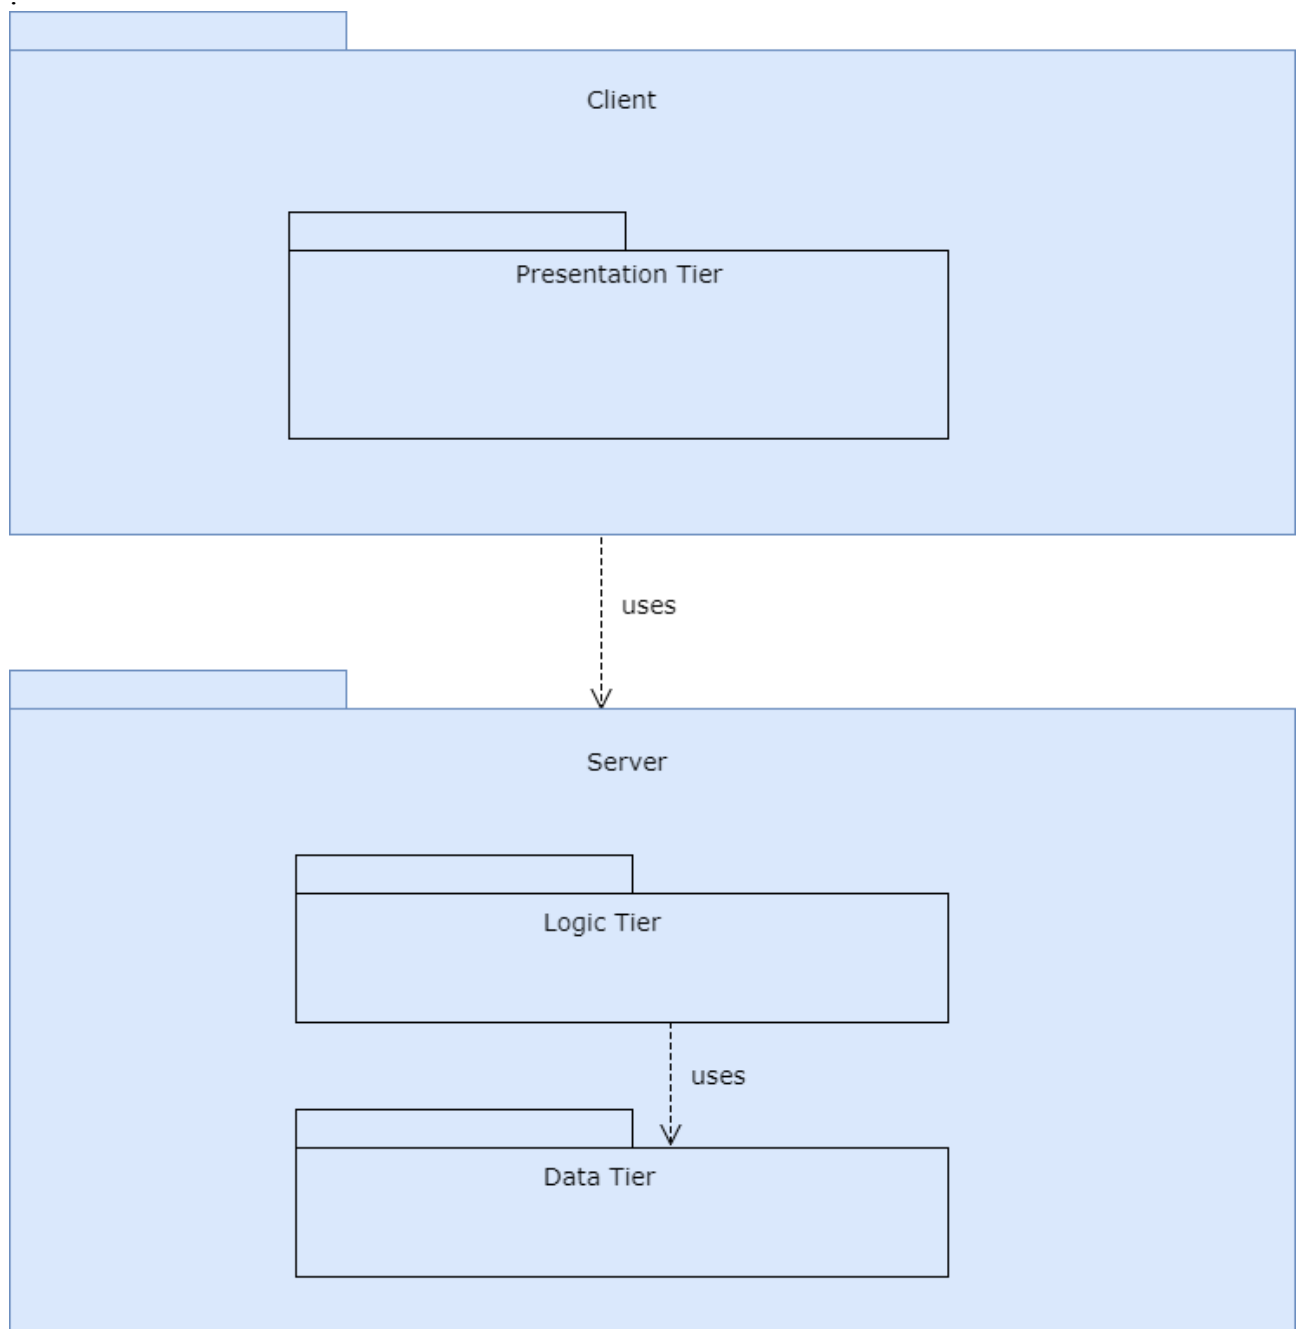 Client
Presentation Tier
uses
Server
Logic Tier
uses
Data Tier